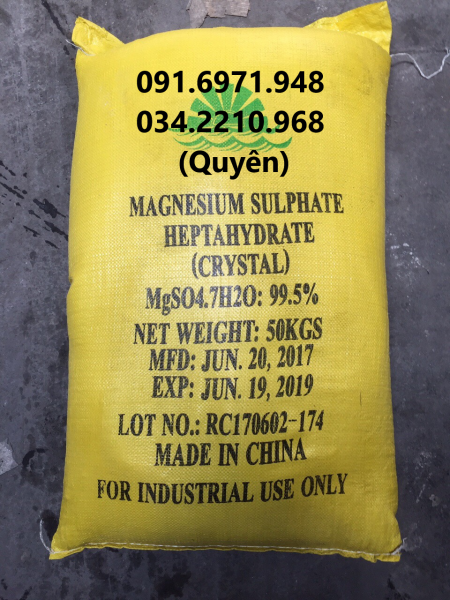 091.6971.948
034.2210.968
(Quyên)
MAGNESIUM SULPHATE
HEPTAHYDRATE
(CRYSTAL)
MgSO4.7H2O: 99.5%
NET WEIGHT: 50KGS
MFD: JUN. 20, 2017
EXP: JUN. 19, 2019
LOT NO.: RC170602-174
MADE IN CHINA
FOR INDUSTRIAL USE ONLY